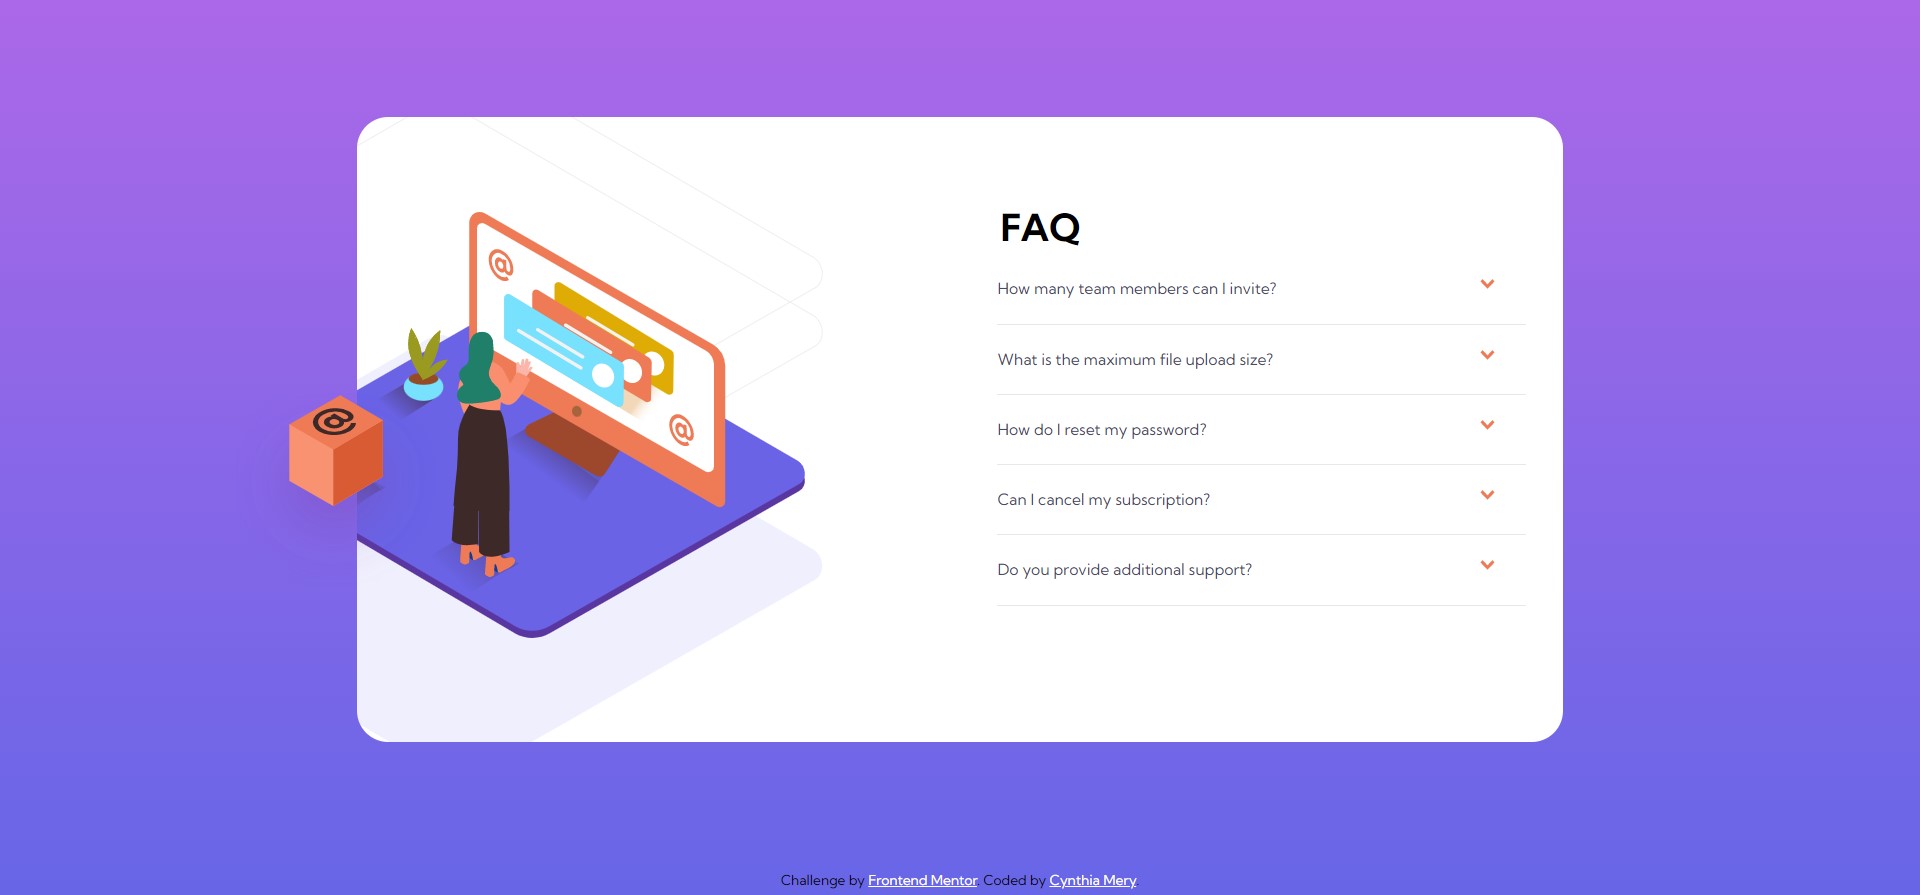 FAQ
How many team members can I invite?
What is the maximum file upload size?
How do I reset my password?
Can I cancel my subscription?
Do you provide additional support?
@
@
@
Challenge by Frontend Mentor. Coded by Cynthia Mery.